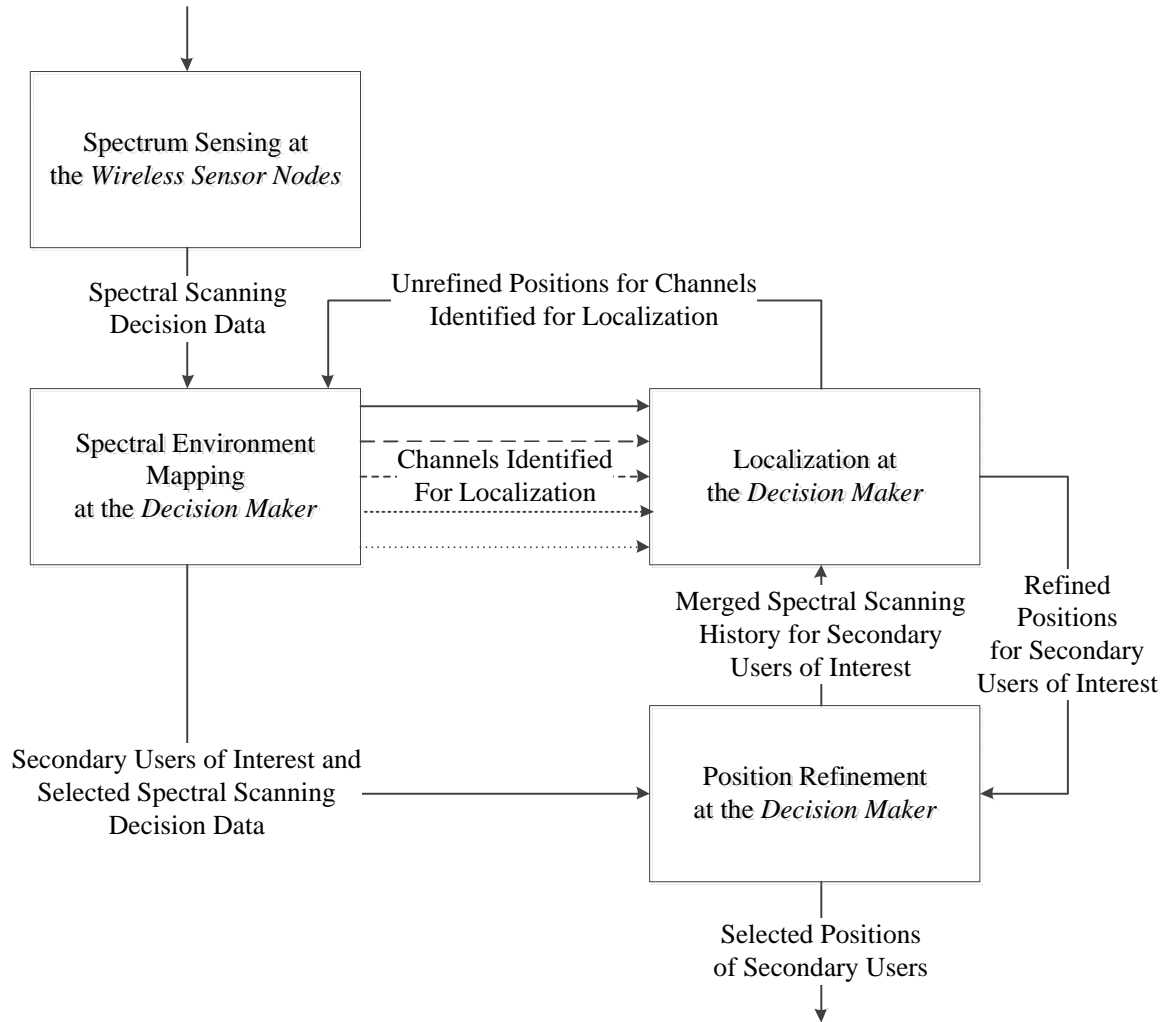 Spectrum Sensing at
the Wireless Sensor Nodes
Spectral Scanning
Decision Data
Unrefined Positions for Channels
Identified for Localization
Spectral Environment
Mapping
at the Decision Maker
Channels Identified
For Localization
Localization at
the Decision Maker
Merged Spectral Scanning
History for Secondary
Users of Interest
Refined
Positions
for Secondary
Users of Interest
Secondary Users of Interest and
Selected Spectral Scanning
Decision Data
Position Refinement
at the Decision Maker
Selected Positions
of Secondary Users